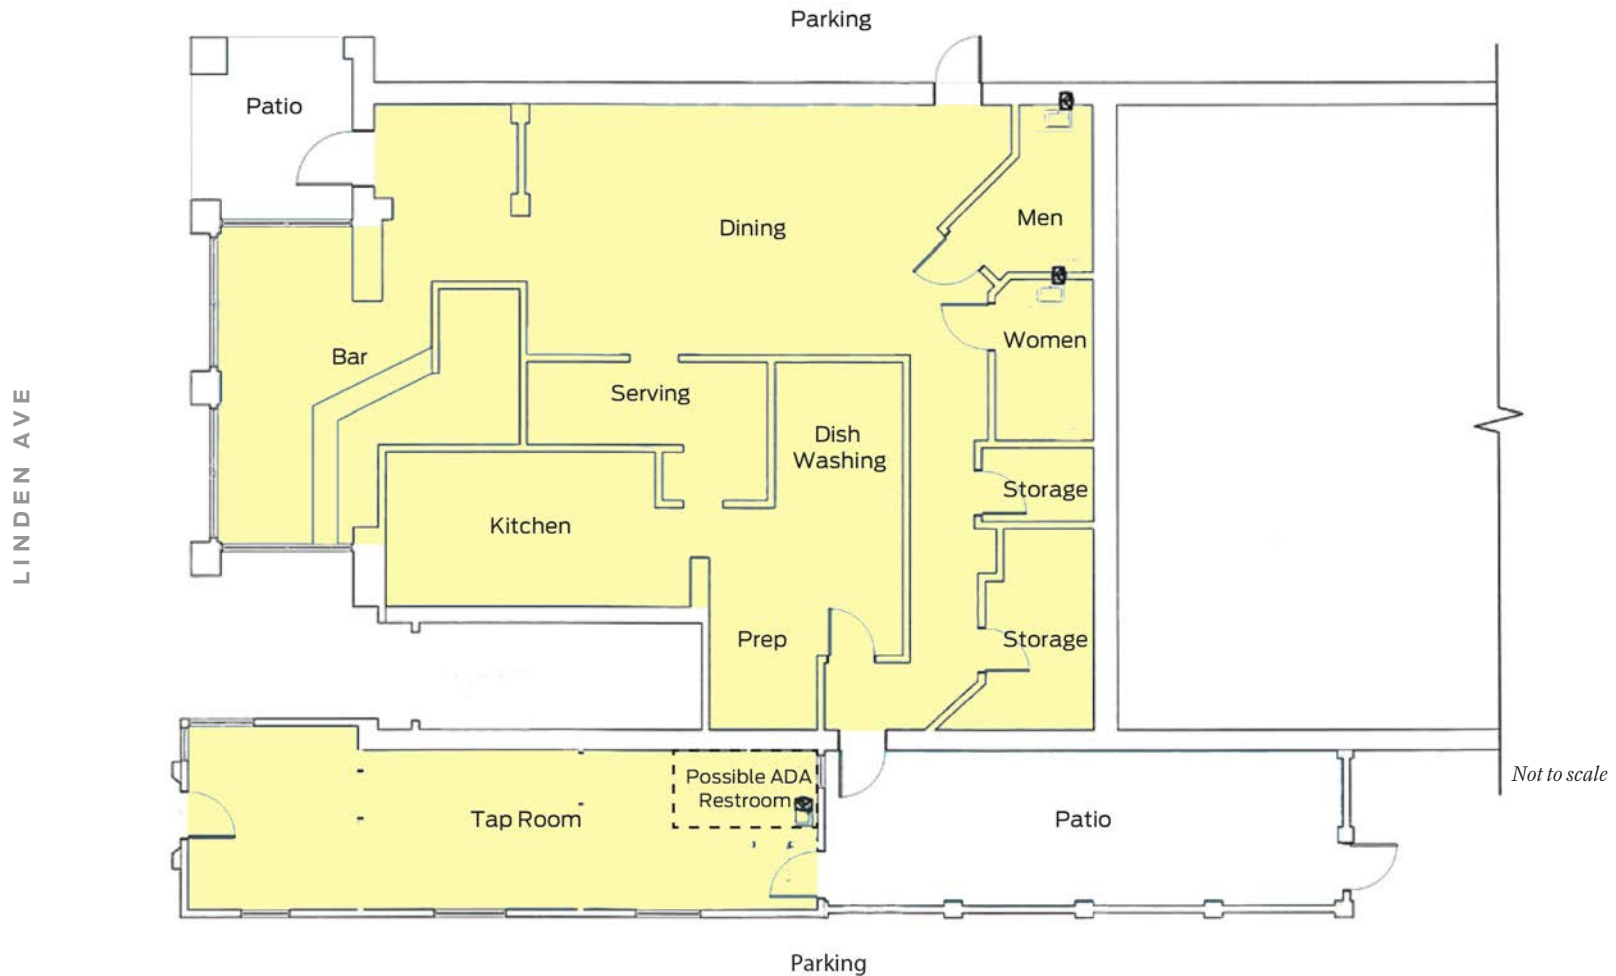 Parking
Patio
Dining
Men
Women
Bar
Serving
Dish
Washing
Storage
Kitchen
LINDEN AVE
Prep
Storage
Possible ADA
Restroom
Tap Room
Patio
Not to scale
Parking